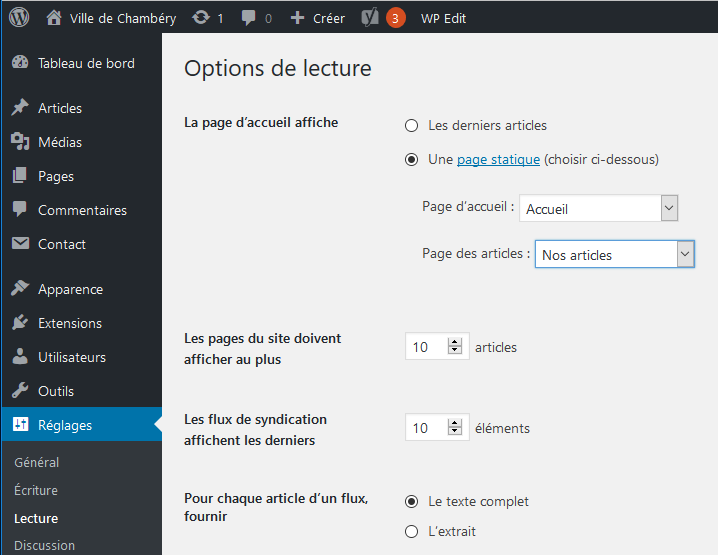 Ville de Chambéry 1 0 Créer 3 WP Edit
Tableau de bord
Articles
Médias
Pages
Commentaires
Contact
Apparence
Extensions
Utilisateurs
Outils
Réglages
Général
Écriture
Lecture
Discussion
Options de lecture
La page d’accueil affiche
Les derniers articles
Une page statique (choisir ci-dessous)
Page d’accueil : Accueil
Page des articles : Nos articles
Les pages du site doivent
afficher au plus
10 articles
Les flux de syndication
affichent les derniers
10 éléments
Pour chaque article d’un flux,
fournir
Le texte complet
L’extrait